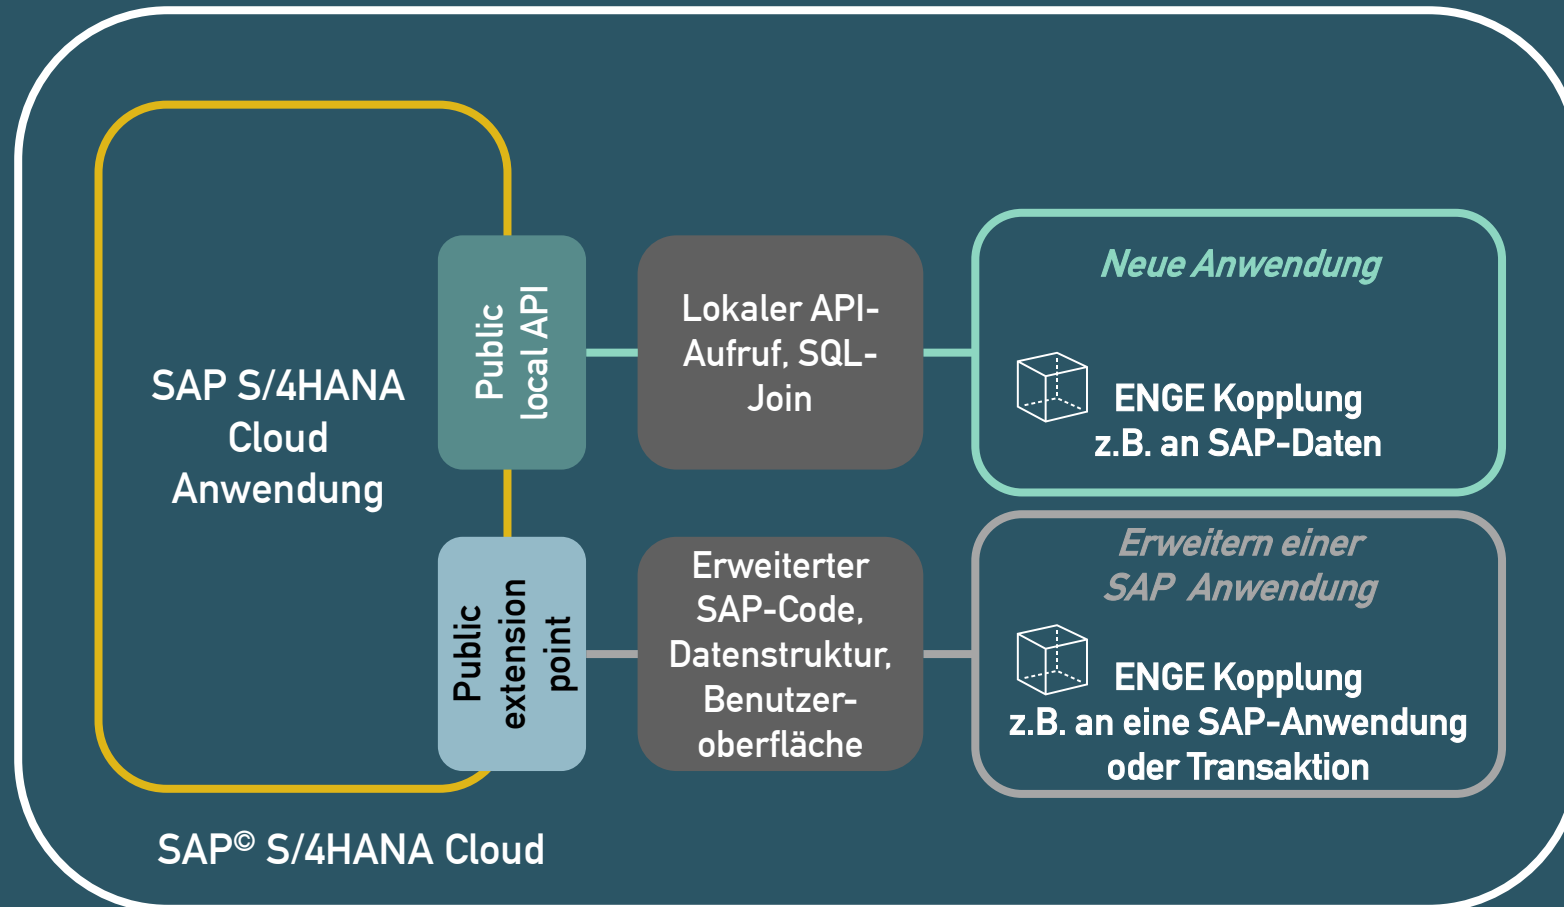 SAP S/4HANA
Cloud
Anwendung
Public
local API
Lokaler API-
Aufruf, SQL-
Join
Neue Anwendung
ENGE Kopplung
z.B. an SAP-Daten
Public
extension
point
Erweiterter
SAP-Code,
Datenstruktur,
Benutzer-
oberfläche
Erweitern einer
SAP Anwendung
ENGE Kopplung
z.B. an eine SAP-Anwendung
oder Transaktion
SAP© S/4HANA Cloud